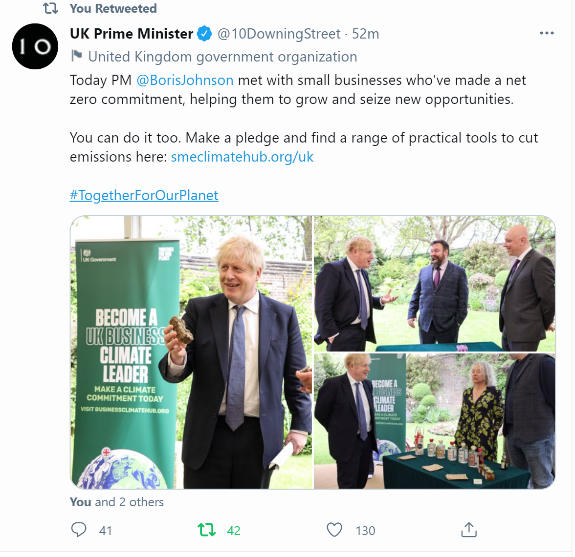 You Retweeted
UK Prime Minister @10DowningStreet · 52m
United Kingdom government organization
Today PM @BorisJohnson met with small businesses who've made a net
zero commitment, helping them to grow and seize new opportunities.
You can do it too. Make a pledge and find a range of practical tools to cut
emissions here: smeclimatehub.org/uk
#TogetherForOurPlanet
UK Government
BECOME A
UK BUSINESS
CLIMATE
LEADER
MAKE A CLIMATE
COMMITMENT TODAY
VISIT BUSINESSCLIMATEHUB.ORG
BECOME A
UK BUSINESS
CLIMATE
LEADER
You and 2 others
41 42 130